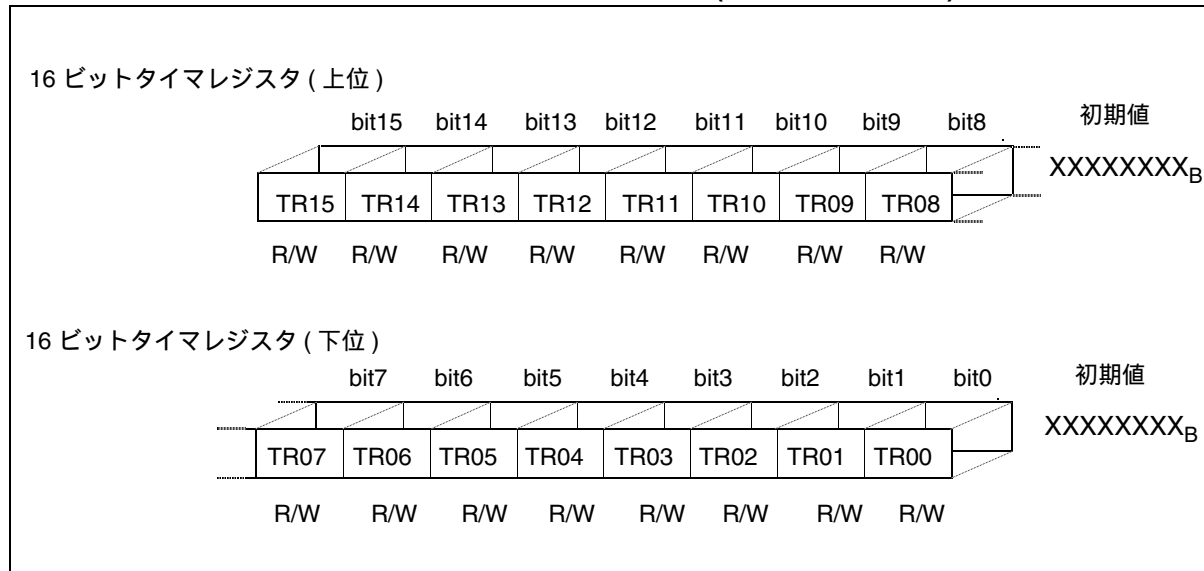 16 ビットタイマレジスタ ( 上位 )
bit15 bit14 bit13 bit12 bit11 bit10 bit9 bit8 初期値
XXXXXXXXB
TR15 TR14 TR13 TR12 TR11 TR10 TR09 TR08
R/W R/W R/W R/W R/W R/W R/W R/W
16 ビットタイマレジスタ ( 下位 )
bit7 bit6 bit5 bit4 bit3 bit2 bit1 bit0 初期値
XXXXXXXXB
TR07 TR06 TR05 TR04 TR03 TR02 TR01 TR00
R/W R/W R/W R/W R/W R/W R/W R/W